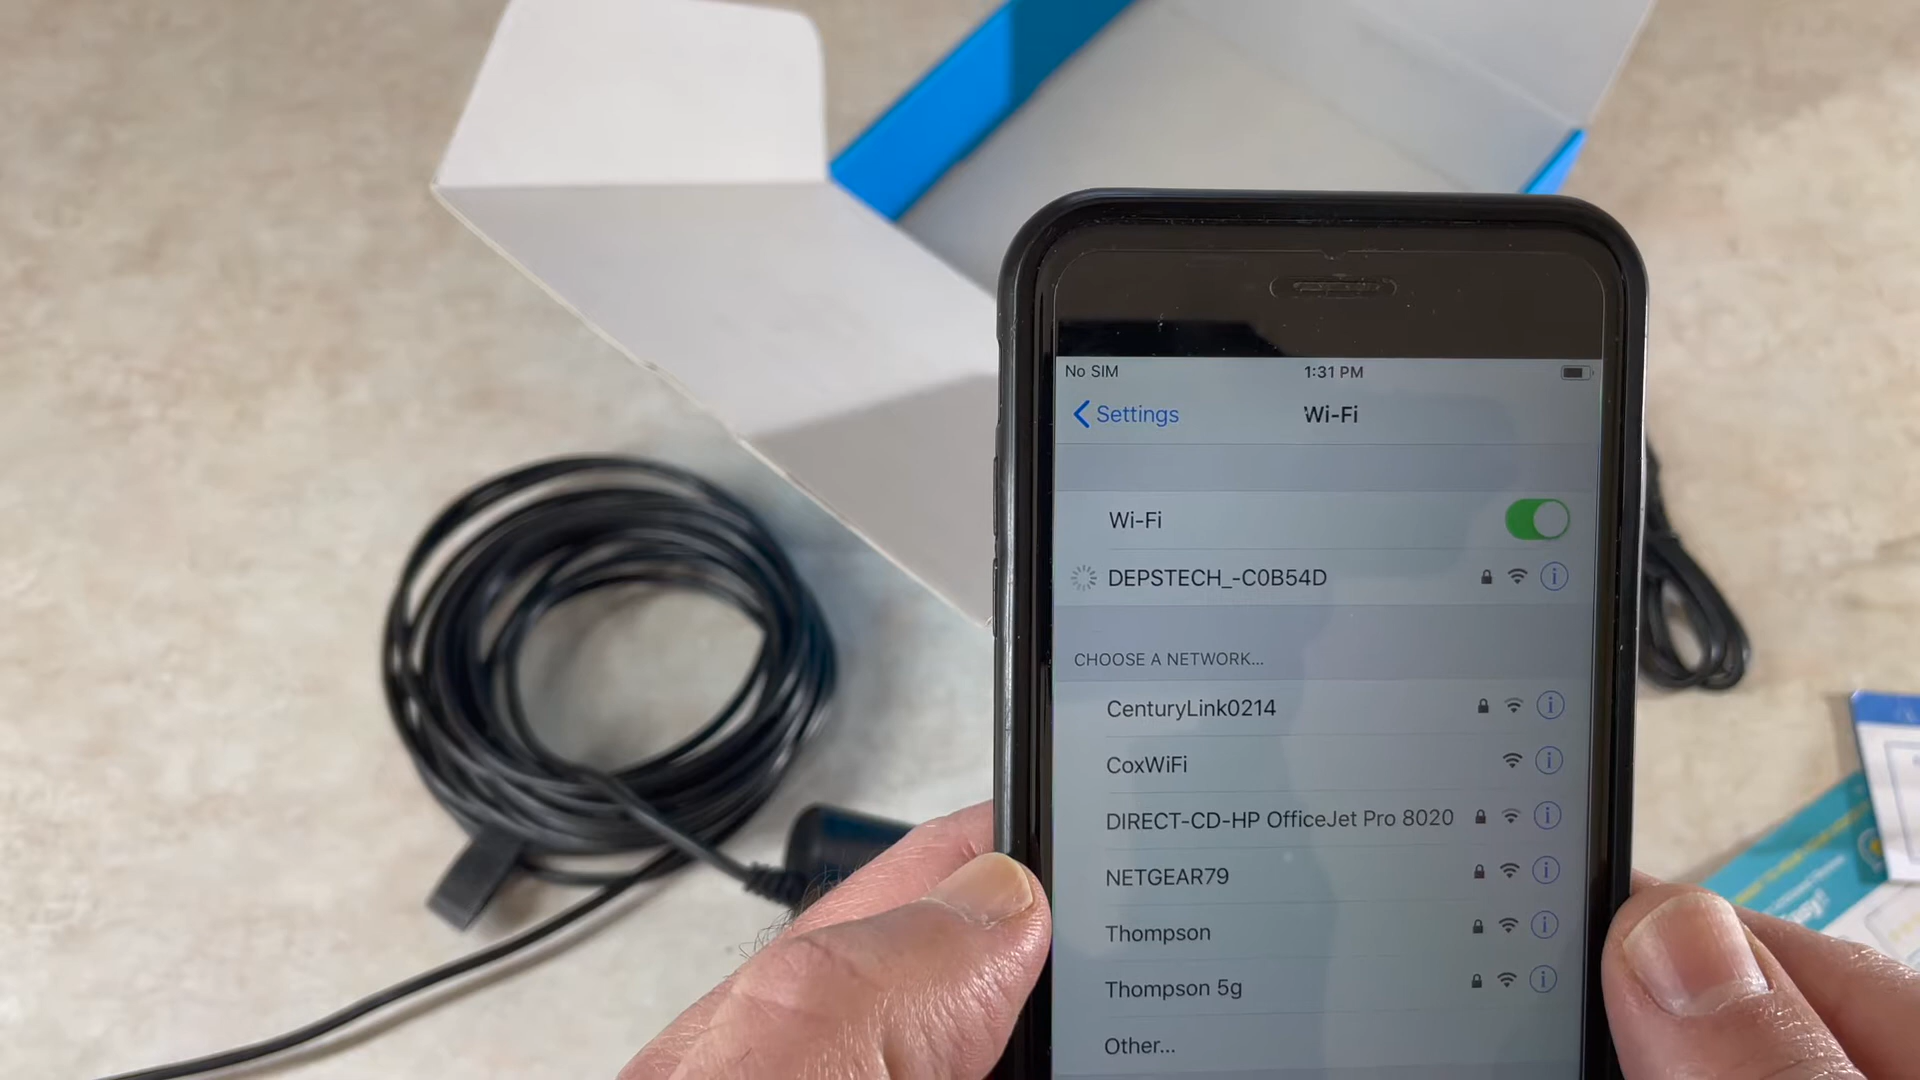 No SIM
1:31 PM
Settings
Wi-Fi
Wi-Fi
DEPSTECH_-C0B54D
CHOOSE A NETWORK...
CenturyLink0214
CoxWiFi
DIRECT-CD-HP OfficeJet Pro 8020
NETGEAR79
Thompson
Thompson 5g
Other...